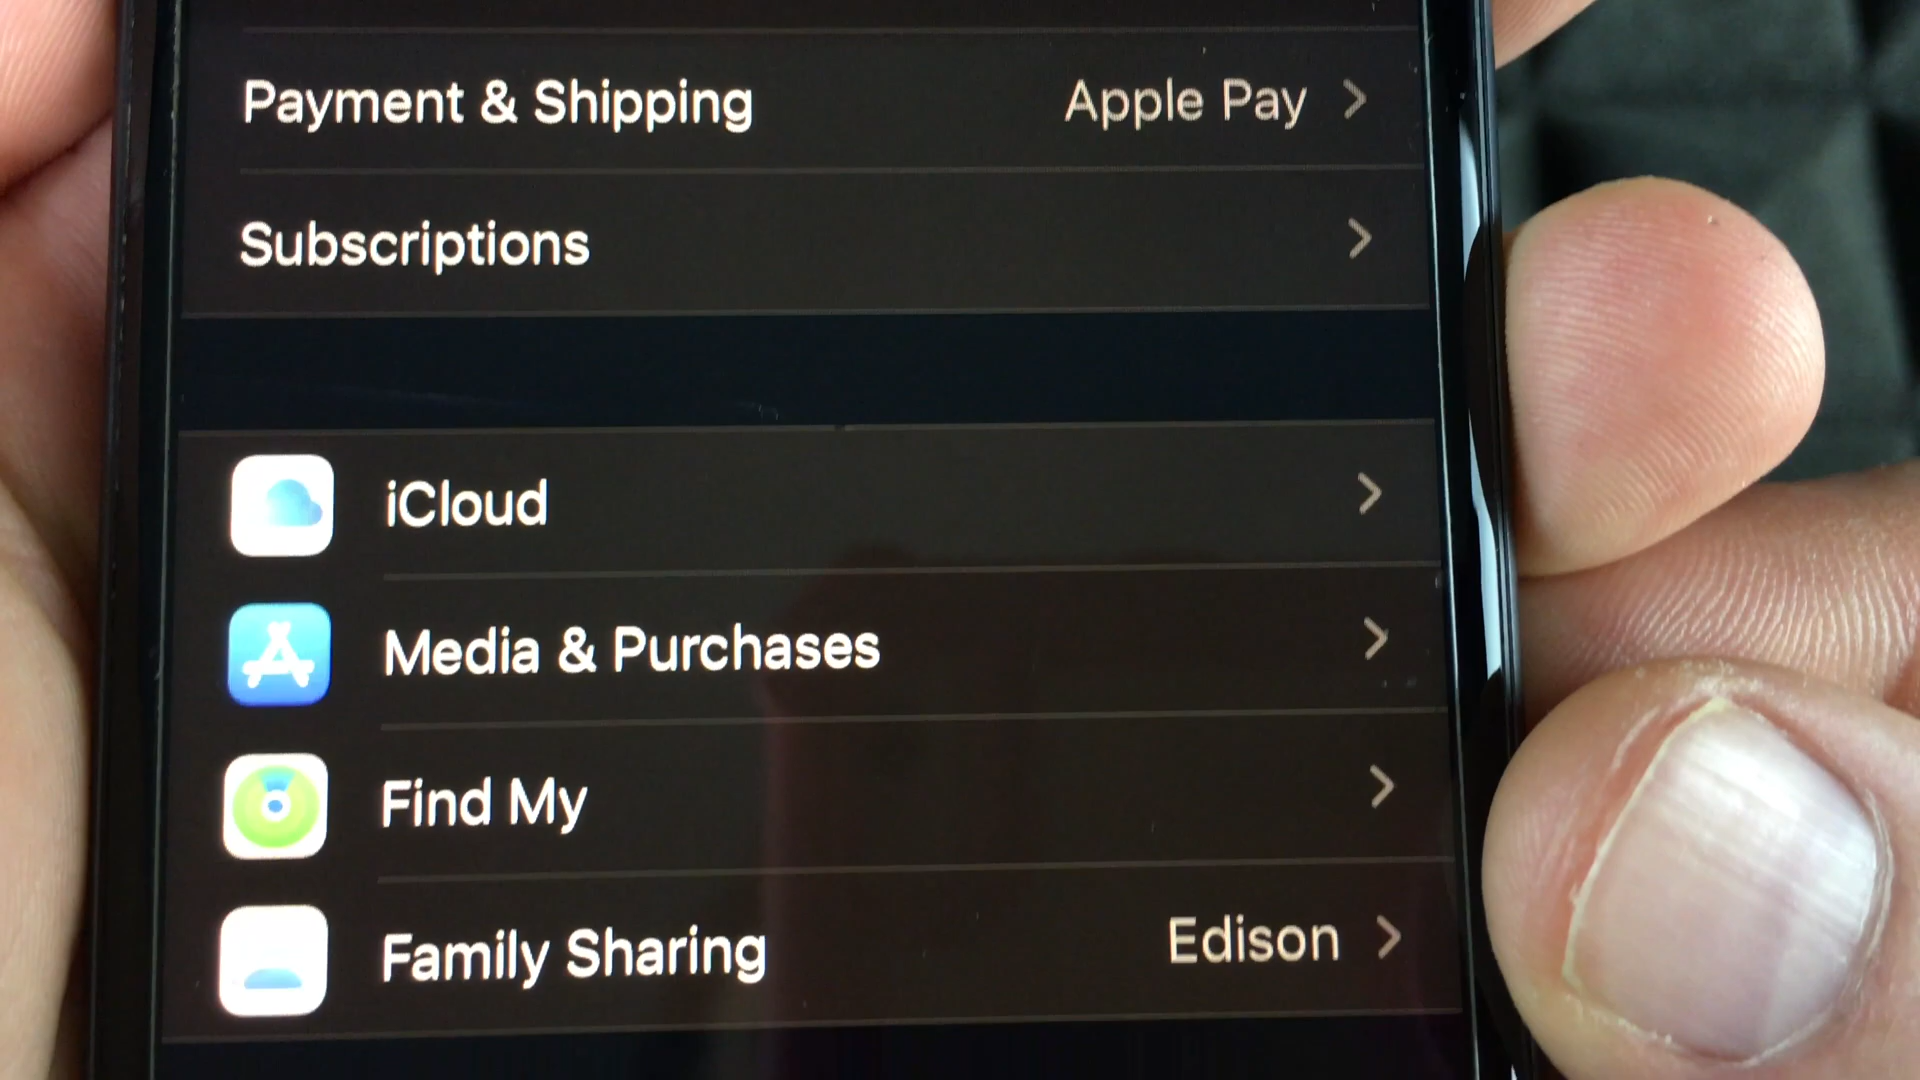 Payment & Shipping Apple Pay
Subscriptions
iCloud
Media & Purchases
Find My
Family Sharing Edison